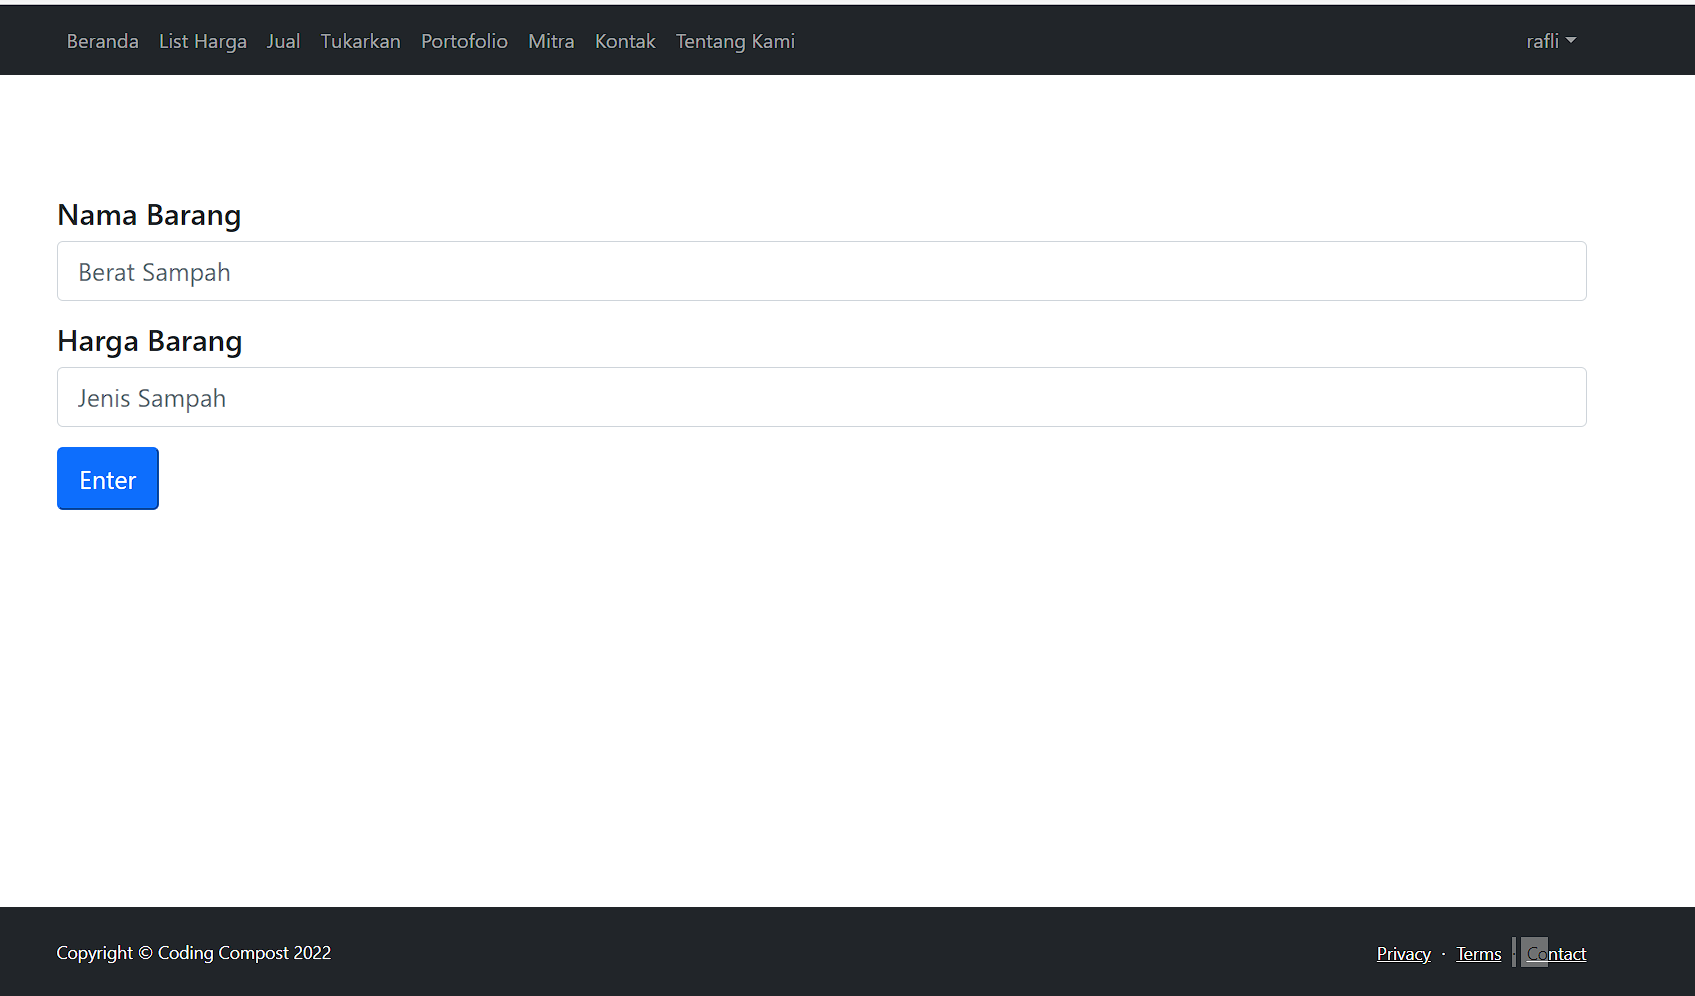 Beranda List Harga Jual Tukarkan Portofolio Mitra Kontak Tentang Kami rafli
Nama Barang
Berat Sampah
Harga Barang
Jenis Sampah
Enter
Copyright © Coding Compost 2022 Privacy · Terms · Contact